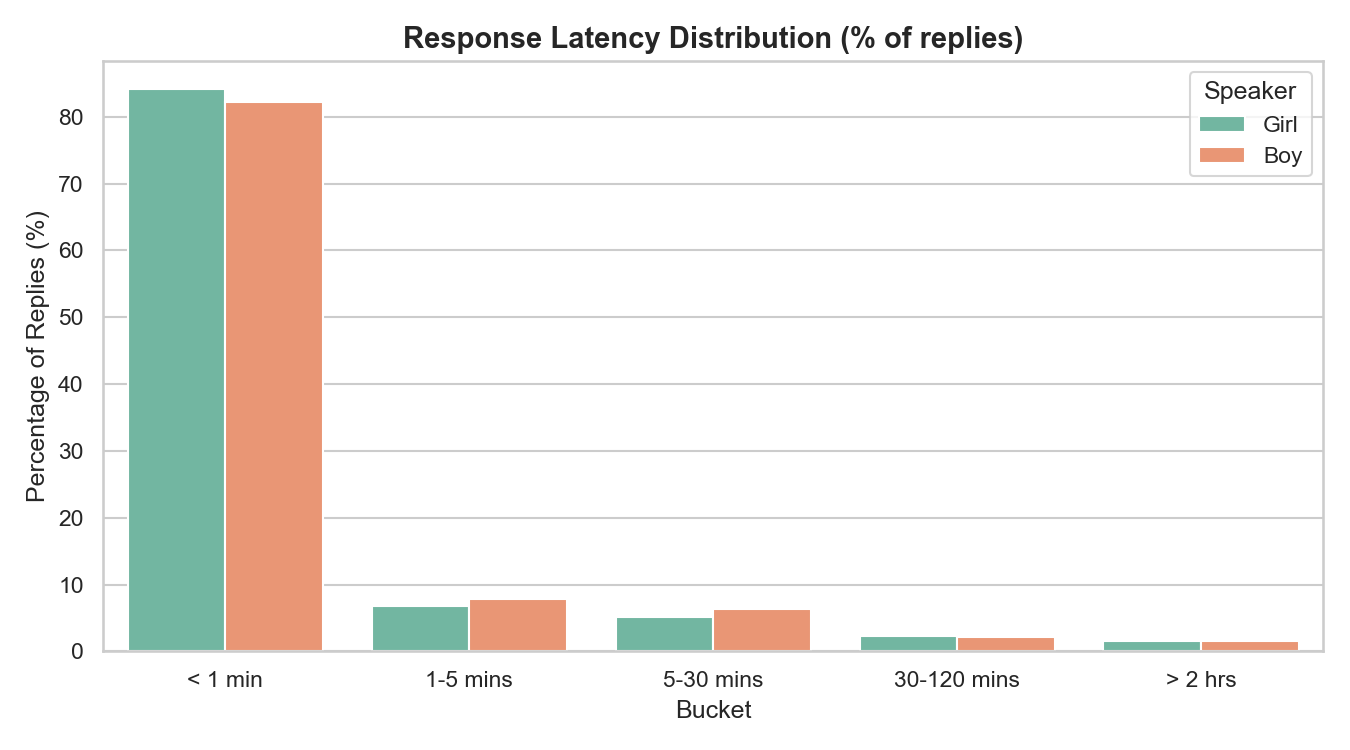 Response Latency Distribution (% of replies)
Speaker
Girl
Boy
Percentage of Replies (%)
80
70
60
50
40
30
20
10
0
< 1 min
1-5 mins
5-30 mins
30-120 mins
> 2 hrs
Bucket